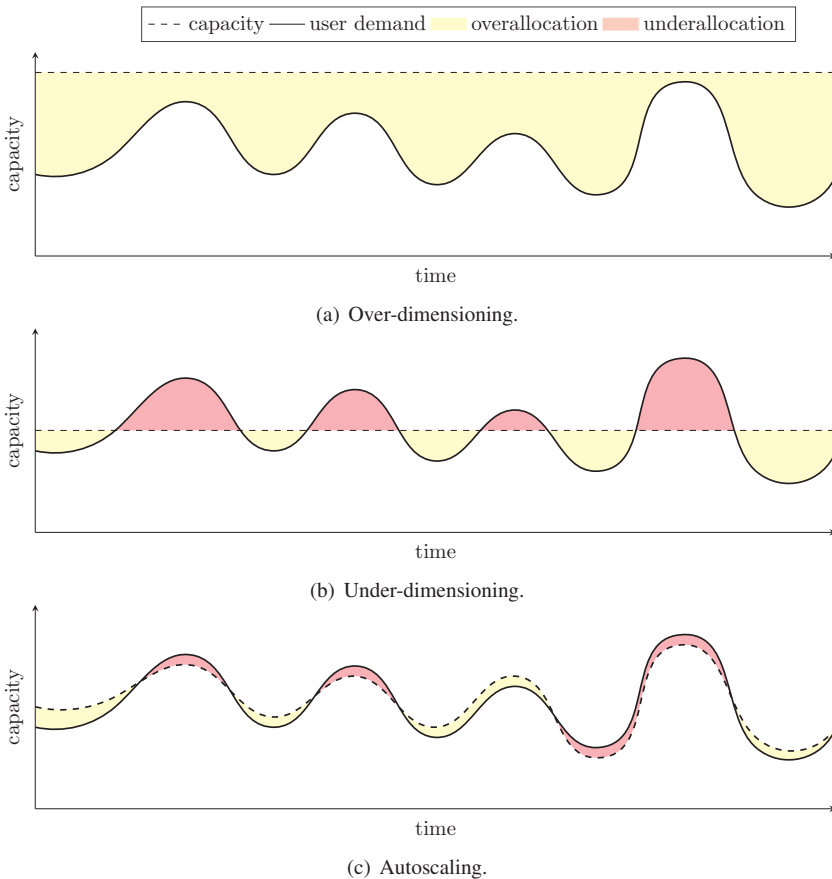 capacity user demand overallocation underallocation
capacity
time
(a) Over-dimensioning.
capacity
time
(b) Under-dimensioning.
capacity
time
(c) Autoscaling.